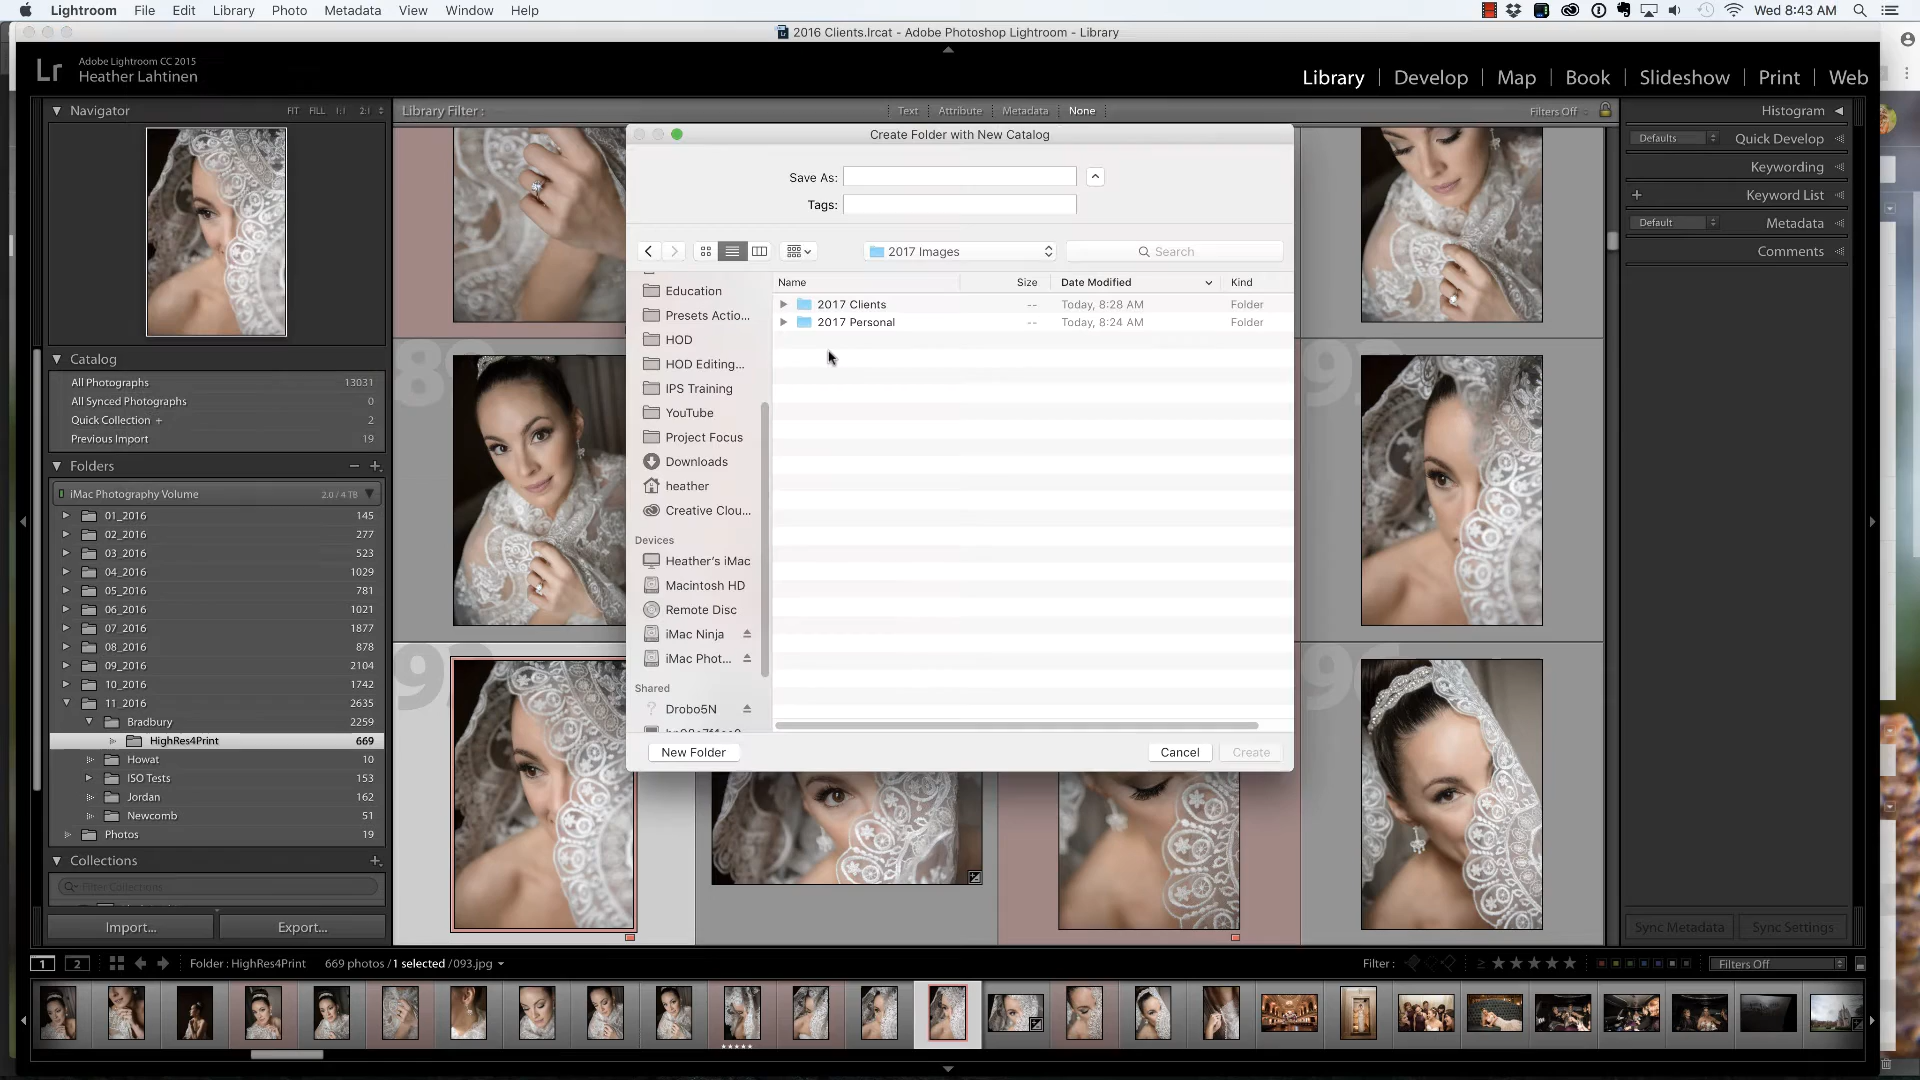 Lightroom File Edit Library Photo Metadata View Window Help
Wed 8:43 AM
2016 Clients.lrcat - Adobe Photoshop Lightroom - Library
Lr Adobe Lightroom CC 2015
Heather Lahtinen
Library | Develop | Map | Book | Slideshow | Print | Web
Navigator FIT FILL 1:1 2:1
Library Filter : Text Attribute Metadata None Filters Off
Histogram
Defaults Quick Develop
Keywording
Keyword List
Default Metadata
Comments
Catalog
All Photographs 13031
All Synced Photographs 0
Quick Collection + 2
Previous Import 19
Folders
iMac Photography Volume 2.0 / 4 TB
01_2016 145
02_2016 277
03_2016 523
04_2016 1029
05_2016 781
06_2016 1021
07_2016 1877
08_2016 878
09_2016 2104
10_2016 1742
11_2016 2635
Bradbury 2259
HighRes4Print 669
Howat 10
ISO Tests 153
Jordan 162
Newcomb 51
Photos 19
Collections
Filter Collections
Import... Export...
Create Folder with New Catalog
Save As:
Tags:
2017 Images
Search
Name Size Date Modified Kind
2017 Clients -- Today, 8:28 AM Folder
2017 Personal -- Today, 8:24 AM Folder
Education
Presets Actio...
HOD
HOD Editing...
IPS Training
YouTube
Project Focus
Downloads
heather
Creative Clou...
Devices
Heather's iMac
Macintosh HD
Remote Disc
iMac Ninja
iMac Phot...
Shared
Drobo5N
New Folder Cancel Create
Sync Metadata Sync Settings
1 2 Folder : HighRes4Print 669 photos / 1 selected / 093.jpg Filter : Filters Off